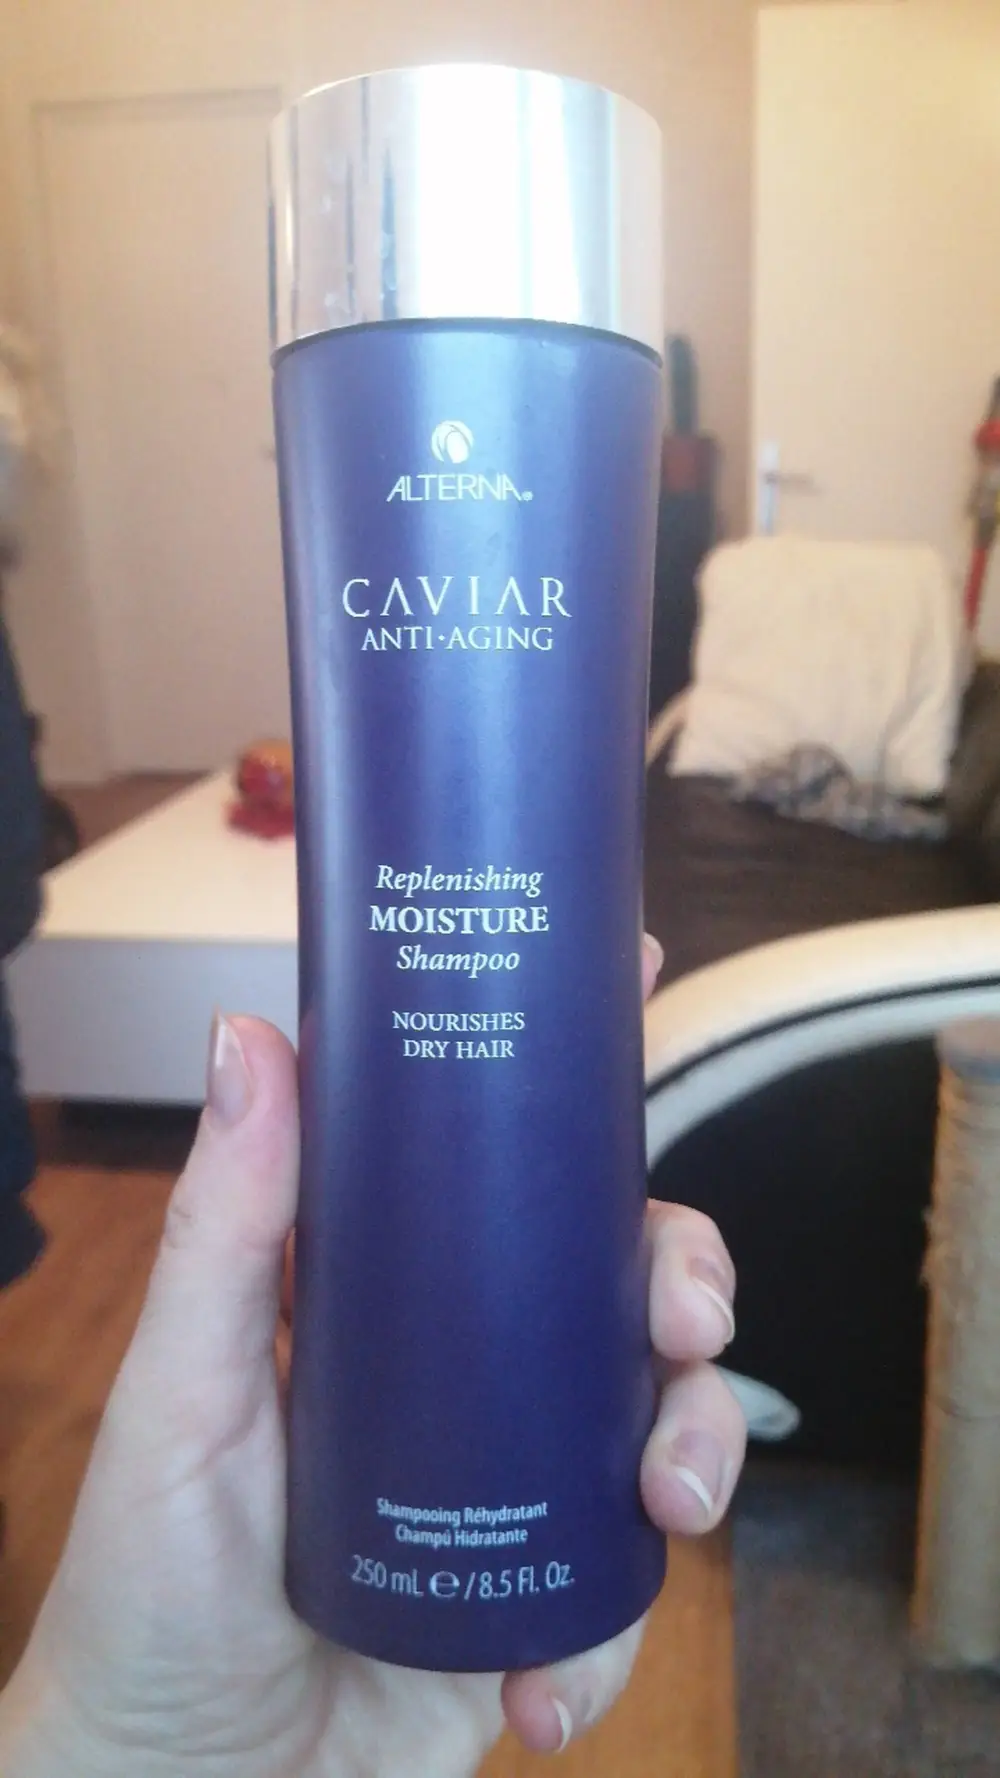 ALTERNA®
CAVIAR
ANTI·AGING
Replenishing
MOISTURE
Shampoo
NOURISHES
DRY HAIR
Shampooing Réhydratant
Champú Hidratante
250 mL ℮ / 8.5 Fl. Oz.